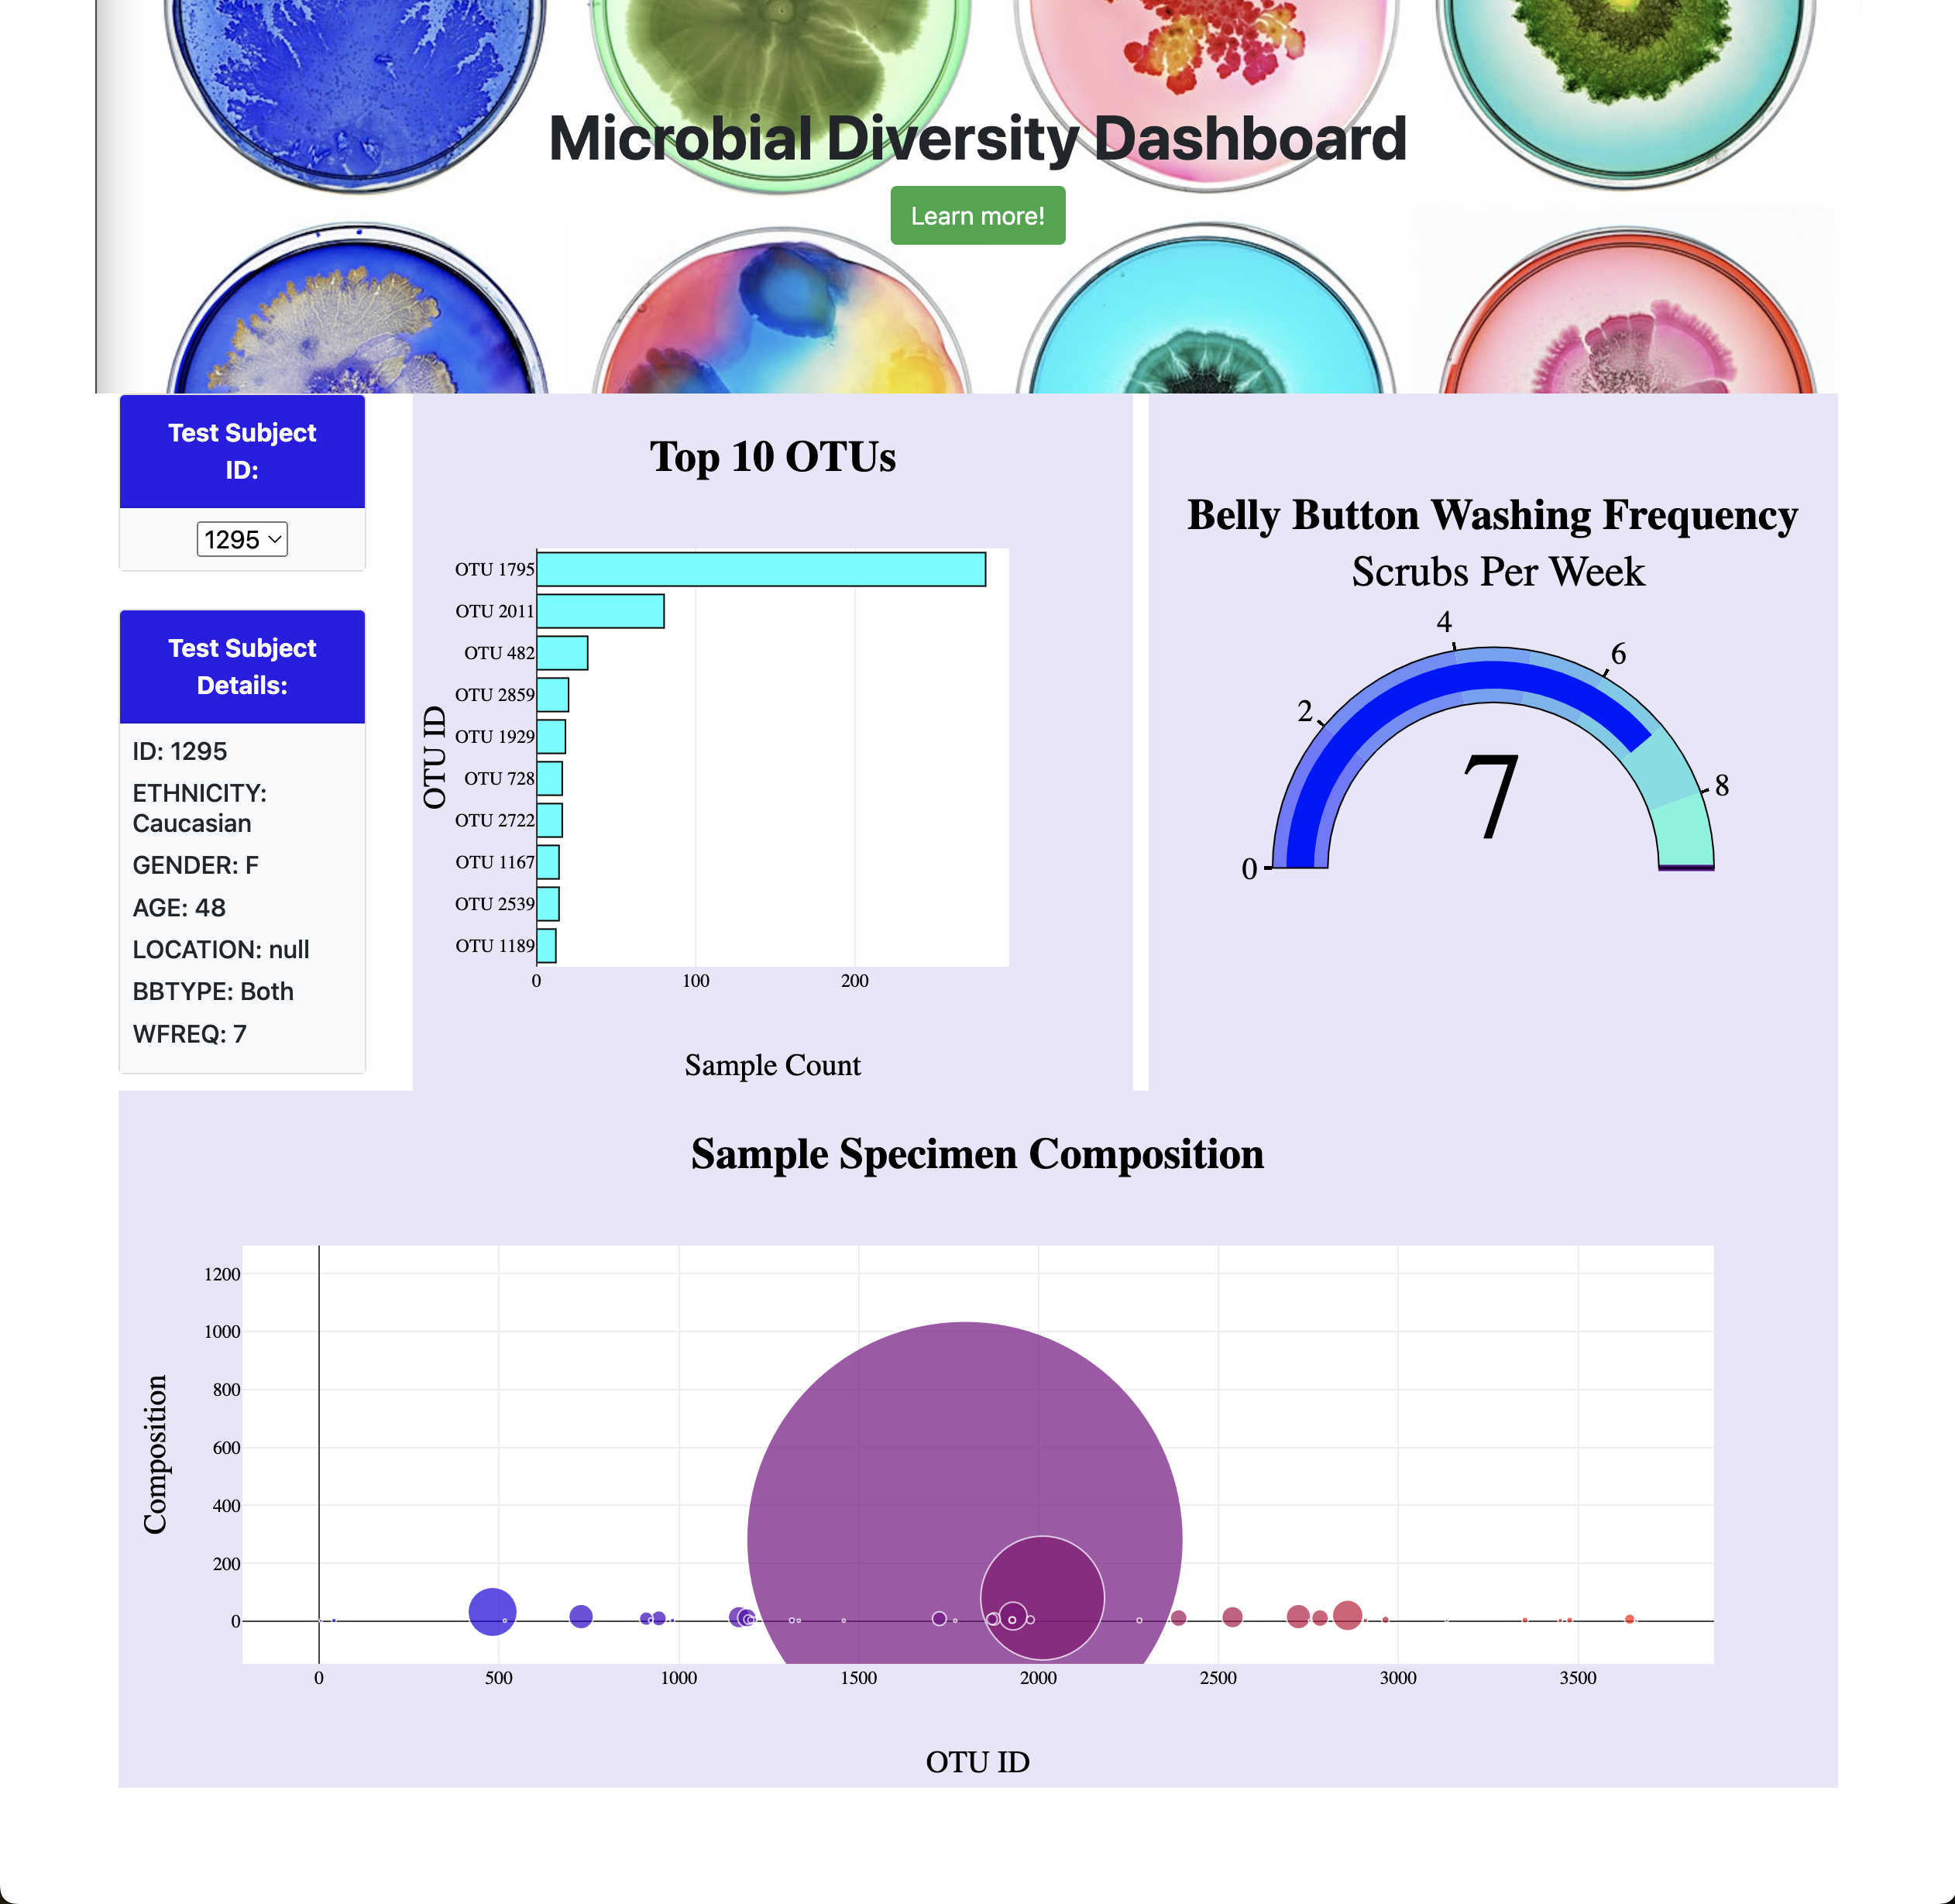 Microbial Diversity Dashboard
Learn more!
Test Subject
ID:
1295
Test Subject
Details:
ID: 1295
ETHNICITY:
Caucasian
GENDER: F
AGE: 48
LOCATION: null
BBTYPE: Both
WFREQ: 7
Top 10 OTUs
OTU ID
OTU 1795
OTU 2011
OTU 482
OTU 2859
OTU 1929
OTU 728
OTU 2722
OTU 1167
OTU 2539
OTU 1189
0 100 200
Sample Count
Belly Button Washing Frequency
Scrubs Per Week
0
2
4
6
8
7
Sample Specimen Composition
Composition
1200
1000
800
600
400
200
0
0 500 1000 1500 2000 2500 3000 3500
OTU ID